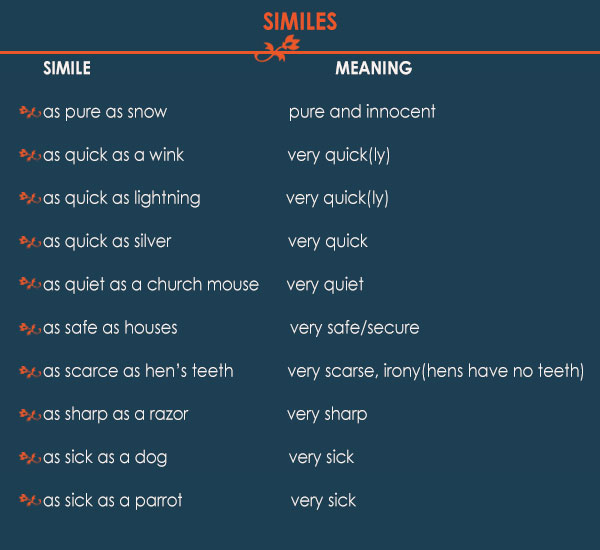 SIMILES
SIMILE MEANING
as pure as snow pure and innocent
as quick as a wink very quick(ly)
as quick as lightning very quick(ly)
as quick as silver very quick
as quiet as a church mouse very quiet
as safe as houses very safe/secure
as scarce as hen’s teeth very scarse, irony(hens have no teeth)
as sharp as a razor very sharp
as sick as a dog very sick
as sick as a parrot very sick